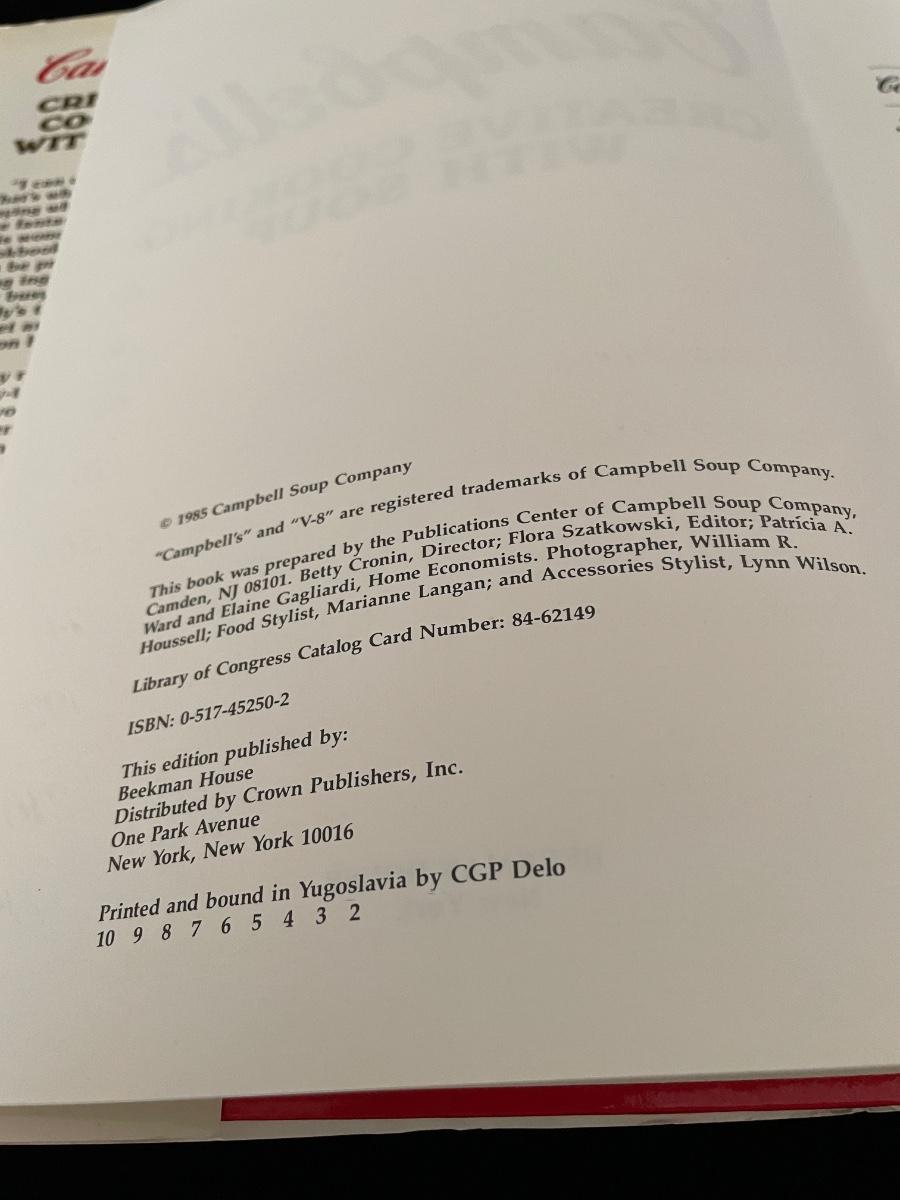 Cam
CRE
CO
WIT
"I can
© 1985 Campbell Soup Company
"Campbell's" and "V-8" are registered trademarks of Campbell Soup Company.
This book was prepared by the Publications Center of Campbell Soup Company,
Camden, NJ 08101. Betty Cronin, Director; Flora Szatkowski, Editor; Patricia A.
Ward and Elaine Gagliardi, Home Economists. Photographer, William R.
Houssell; Food Stylist, Marianne Langan; and Accessories Stylist, Lynn Wilson.
Library of Congress Catalog Card Number: 84-62149
ISBN: 0-517-45250-2
This edition published by:
Beekman House
Distributed by Crown Publishers, Inc.
One Park Avenue
New York, New York 10016
Printed and bound in Yugoslavia by CGP Delo
10 9 8 7 6 5 4 3 2